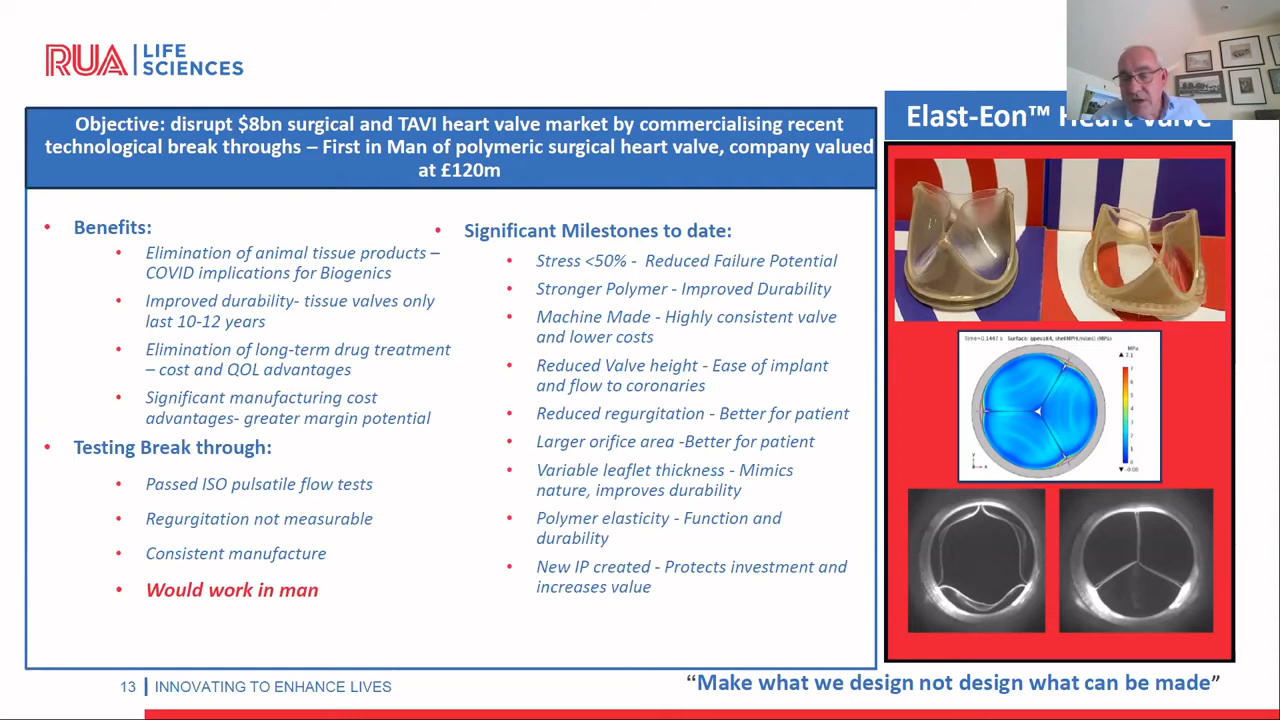 RUA
LIFE
SCIENCES
Objective: disrupt $8bn surgical and TAVI heart valve market by commercialising recent
technological break throughs – First in Man of polymeric surgical heart valve, company valued
at £120m
• Benefits:
• Elimination of animal tissue products –
COVID implications for Biogenics
• Improved durability- tissue valves only
last 10-12 years
• Elimination of long-term drug treatment
– cost and QOL advantages
• Significant manufacturing cost
advantages- greater margin potential
• Testing Break through:
• Passed ISO pulsatile flow tests
• Regurgitation not measurable
• Consistent manufacture
• Would work in man
• Significant Milestones to date:
• Stress <50% - Reduced Failure Potential
• Stronger Polymer - Improved Durability
• Machine Made - Highly consistent valve
and lower costs
• Reduced Valve height - Ease of implant
and flow to coronaries
• Reduced regurgitation - Better for patient
• Larger orifice area -Better for patient
• Variable leaflet thickness - Mimics
nature, improves durability
• Polymer elasticity - Function and
durability
• New IP created - Protects investment and
increases value
Elast-Eon™ Heart Valve
MPa
13 INNOVATING TO ENHANCE LIVES
“Make what we design not design what can be made”